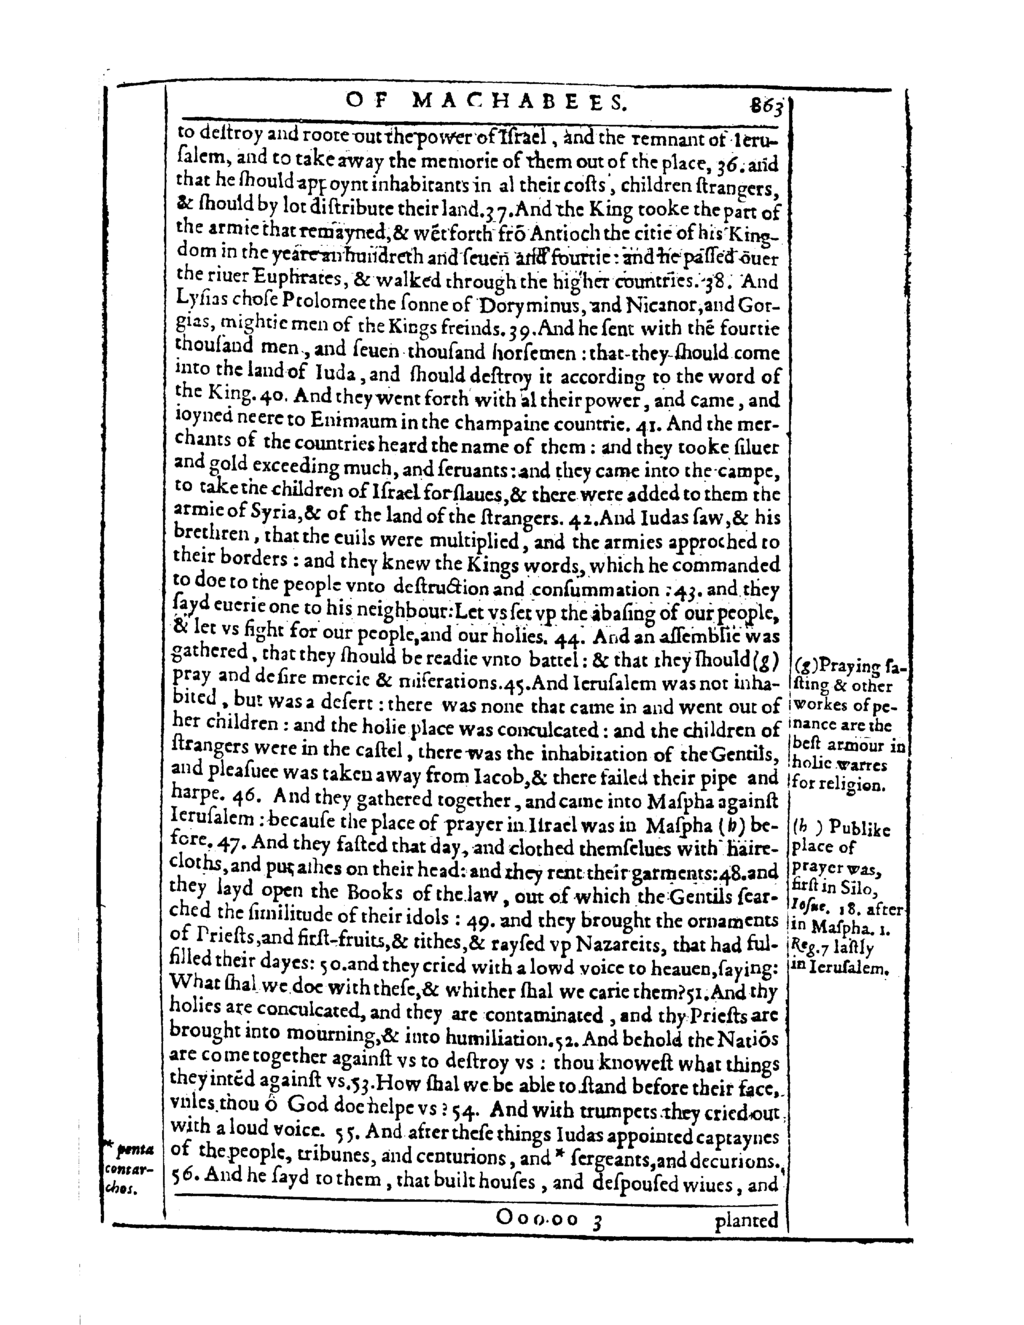 OF MACHABEES. 863
to deſtroy and roote out the power of Iſrael, and the remnant of Ieru-
ſalem, and to take away the memorie of them out of the place, 36. and
that he ſhould appoynt inhabitants in al their coſts, children ſtrangers,
& ſhould by lot diſtribute their land. 37. And the King tooke the part of
the armie that remayned, & wēt forth frō Antioch the citie of his King-
dom in the yeare an hundreth and ſeuen and fourtie: and he paſſed ouer
the riuer Euphrates, & walked through the higher countries. 38. And
Lyſias choſe Ptolomee the ſonne of Doryminus, and Nicanor, and Gor-
gias, mightie men of the Kings freinds. 39. And he ſent with thē fourtie
thouſand men, and ſeuen thouſand horſemen: that they ſhould come
into the land of Iuda, and ſhould deſtroy it according to the word of
the King. 40. And they went forth with al their power, and came, and
ioyned neere to Enimaum in the champaine countrie. 41. And the mer-
chants of the countries heard the name of them: and they tooke ſiluer
and gold exceeding much, and ſeruants: and they came into the campe,
to take the children of Iſrael for ſlaues, & there were added to them the
armie of Syria, & of the land of the ſtrangers. 42. And Iudas ſaw, & his
brethren, that the euils were multiplied, and the armies approched to
their borders: and they knew the Kings words, which he commanded
to doe to the people vnto deſtruction and conſummation: 43. and they
ſayd euerie one to his neighbour: Let vs ſet vp the abaſing of our people,
& let vs fight for our people, and our holies. 44. And an aſſemblie was
gathered, that they ſhould be readie vnto battel: & that they ſhould (g)
pray and deſire mercie & miſerations. 45. And Ieruſalem was not inha-
bited, but was a deſert: there was none that came in and went out of
her children: and the holie place was conculcated: and the children of
ſtrangers were in the caſtel, there was the inhabitation of the Gentils,
and pleaſuee was taken away from Iacob, & there failed their pipe and
harpe. 46. And they gathered together, and came into Maſpha againſt
Ieruſalem: becauſe the place of prayer in Iſrael was in Maſpha (h) be-
fore. 47. And they faſted that day, and clothed themſelues with haire-
cloths, and put aſhes on their head: and they rent their garments: 48. and
they layd open the Books of the law, out of which the Gentils ſear-
ched the ſimilitude of their idols: 49. and they brought the ornaments
of Prieſts, and firſt-fruits, & tithes, & rayſed vp Nazareits, that had ful-
filled their dayes: 50. and they cried with a lowd voice to heauen, ſaying:
What ſhal we doe with theſe, & whither ſhal we carie them? 51. And thy
holies are conculcated, and they are contaminated, and thy Prieſts are
brought into mourning, & into humiliation. 52. And behold the Natiōs
are come together againſt vs to deſtroy vs: thou knoweſt what things
they intēd againſt vs. 53. How ſhal we be able to ſtand before their face,
vnles thou ô God doe helpe vs? 54. And with trumpets they cried out
with a loud voice. 55. And after theſe things Iudas appointed captaynes
of the people, tribunes, and centurions, and * ſergeants, and decurions.
56. And he ſayd to them, that built houſes, and deſpouſed wiues, and
Oooooo 3 planted
(g) Praying fa-
ſting & other
workes of pe-
nance are the
beſt armour in
holie warres
for religion.
(h) Publike
place of
prayer was,
firſt in Silo,
Ioſue. 18. after
in Maſpha. 1.
Reg. 7 laſtly
in Ieruſalem.
* penta
contar-
chos.